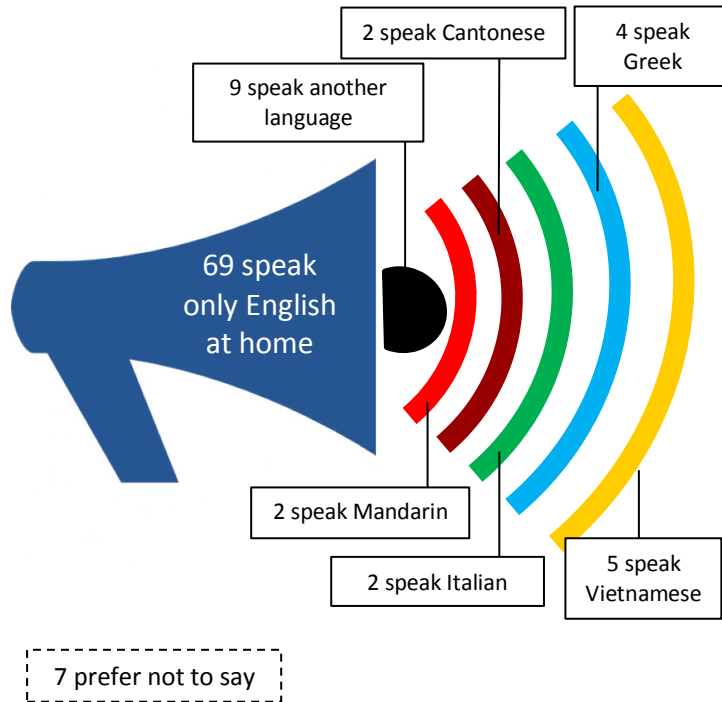 2 speak Cantonese
4 speak
Greek
9 speak another
language
69 speak
only English
at home
2 speak Mandarin
2 speak Italian
5 speak
Vietnamese
7 prefer not to say